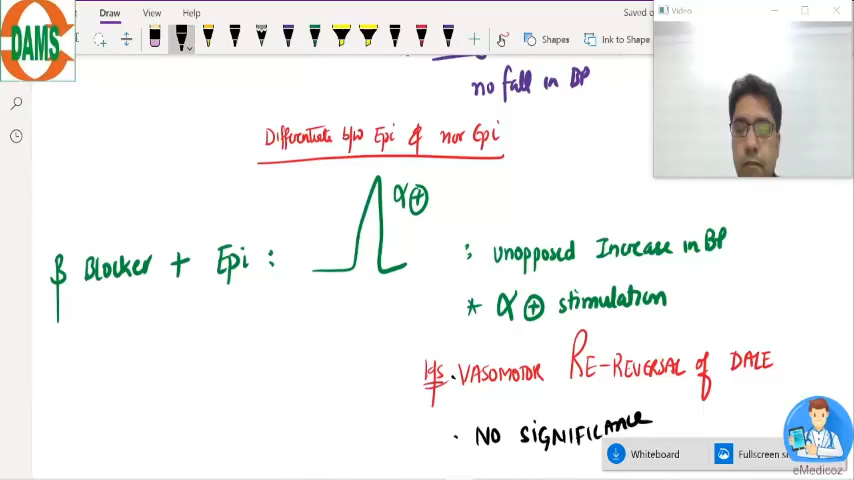 Draw
View
Help
Saved
Video
DAMS
Shapes
Ink to Shape
no fall in BP
Differentiate b/w Epi & nor Epi
α⊕
β Blocker + Epi :
: unopposed Increase in BP
* α ⊕ stimulation
· VASOMOTOR RE-REVERSAL of DALE
· NO SIGNIFICANCE
Whiteboard
Fullscreen
eMedicoz